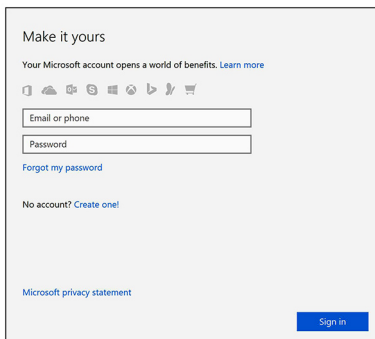 Make it yours
Your Microsoft account opens a world of benefits. Learn more
Email or phone
Password
Forgot my password
No account? Create one!
Microsoft privacy statement
Sign in